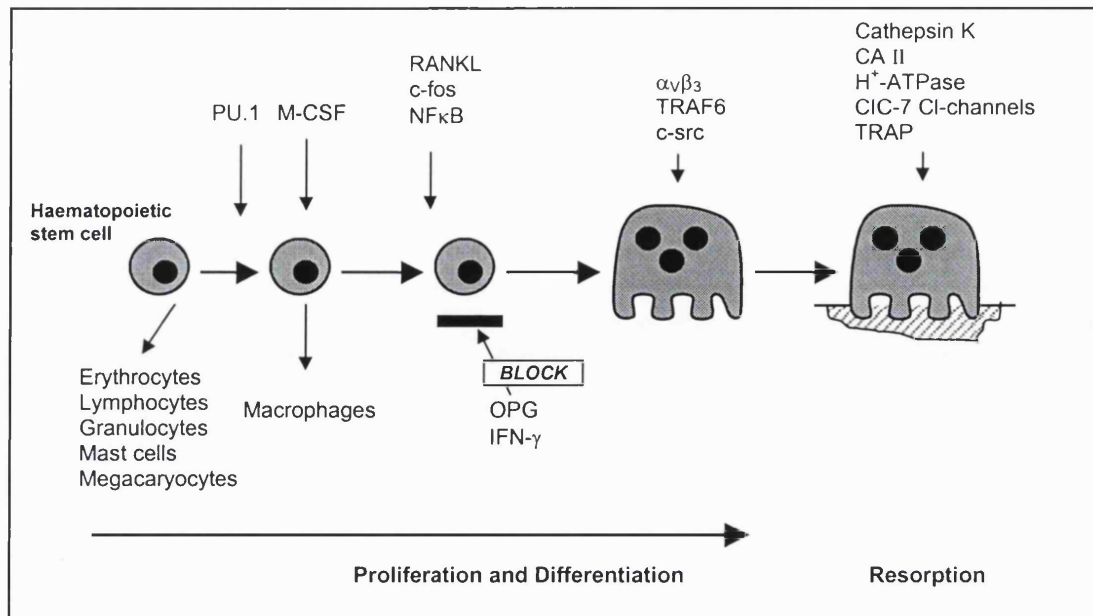 Cathepsin K
CA II
H⁺-ATPase
ClC-7 Cl-channels
TRAP
RANKL
c-fos
NFκB
αVβ3
TRAF6
c-src
PU.1 M-CSF
Haematopoietic
stem cell
BLOCK
OPG
IFN-γ
Erythrocytes
Lymphocytes
Granulocytes
Mast cells
Megacaryocytes
Macrophages
Proliferation and Differentiation
Resorption